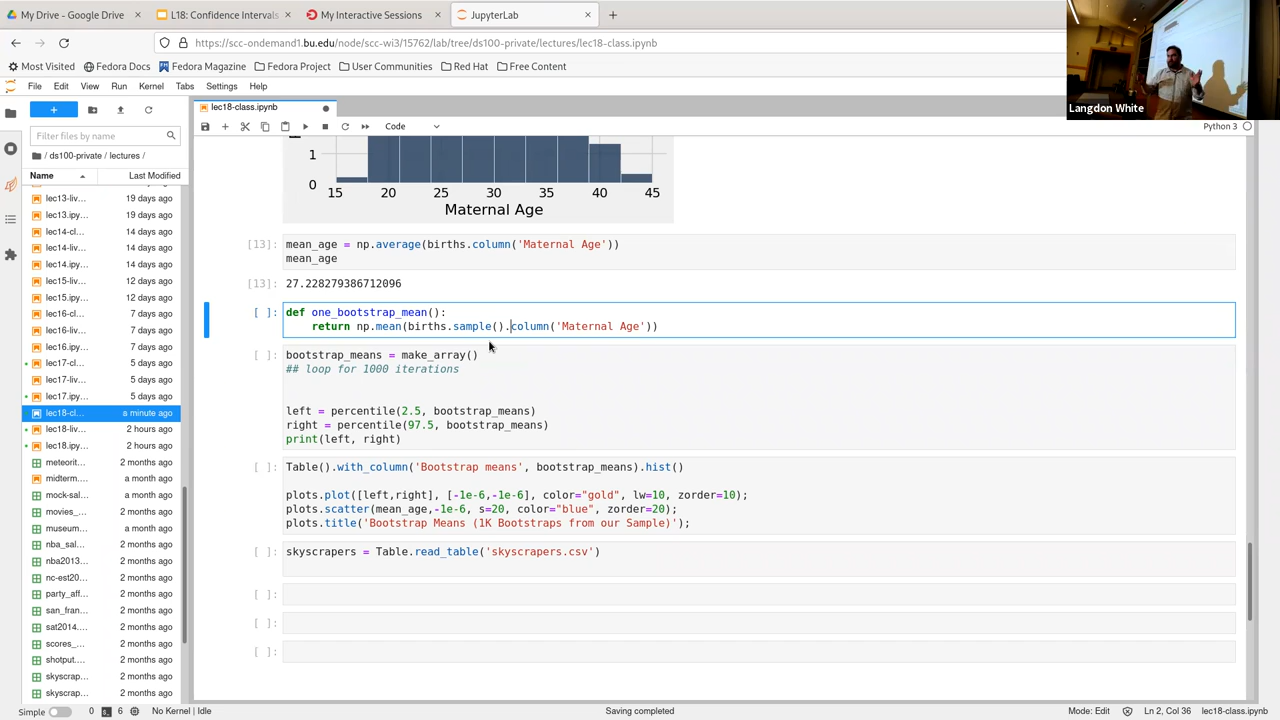 My Drive - Google Drive
L18: Confidence Intervals
My Interactive Sessions
JupyterLab
https://scc-ondemand1.bu.edu/node/scc-wi3/15762/lab/tree/ds100-private/lectures/lec18-class.ipynb
Most Visited Fedora Docs Fedora Magazine Fedora Project User Communities Red Hat Free Content
Langdon White
File Edit View Run Kernel Tabs Settings Help
lec18-class.ipynb
Code
Python 3
Filter files by name
/ ds100-private / lectures /
Name Last Modified
lec13-liv... 19 days ago
lec13.ipy... 19 days ago
lec14-cl... 14 days ago
lec14-liv... 14 days ago
lec14.ipy... 14 days ago
lec15-liv... 12 days ago
lec15.ipy... 12 days ago
lec16-cl... 7 days ago
lec16-liv... 7 days ago
lec16.ipy... 7 days ago
lec17-cl... 5 days ago
lec17-liv... 5 days ago
lec17.ipy... 5 days ago
lec18-cl... a minute ago
lec18-liv... 2 hours ago
lec18.ipy... 2 hours ago
meteorit... 2 months ago
midterm.... a month ago
mock-sal... a month ago
movies_... 2 months ago
museum... a month ago
nba_sal... 2 months ago
nba2013... 2 months ago
nc-est20... 2 months ago
party_aff... 2 months ago
san_fran... 2 months ago
sat2014.... 2 months ago
scores_... 2 months ago
shotput.... 2 months ago
skyscrap... 2 months ago
skyscrap... 2 months ago
1
0
15 20 25 30 35 40 45
Maternal Age
[13]: mean_age = np.average(births.column('Maternal Age'))
mean_age
[13]: 27.228279386712096
[ ]: def one_bootstrap_mean():
return np.mean(births.sample().column('Maternal Age'))
[ ]: bootstrap_means = make_array()
## loop for 1000 iterations
left = percentile(2.5, bootstrap_means)
right = percentile(97.5, bootstrap_means)
print(left, right)
[ ]: Table().with_column('Bootstrap means', bootstrap_means).hist()
plots.plot([left,right], [-1e-6,-1e-6], color="gold", lw=10, zorder=10);
plots.scatter(mean_age,-1e-6, s=20, color="blue", zorder=20);
plots.title('Bootstrap Means (1K Bootstraps from our Sample)');
[ ]: skyscrapers = Table.read_table('skyscrapers.csv')
[ ]:
[ ]:
[ ]:
Simple 0 6 No Kernel | Idle Saving completed Mode: Edit Ln 2, Col 36 lec18-class.ipynb